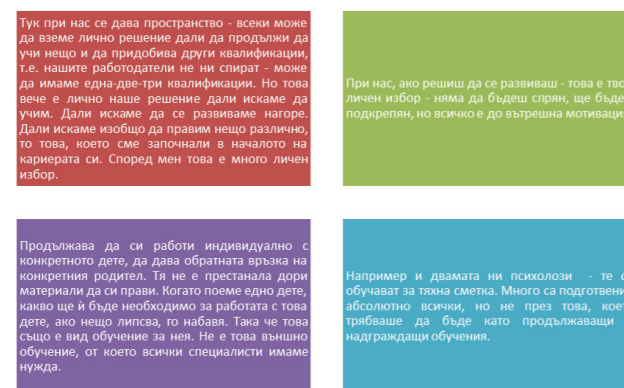 Тук при нас се дава пространство - всеки може
да вземе лично решение дали да продължи да
учи нещо и да придобива други квалификации,
т.е. нашите работодатели не ни спират - може
да имаме една-две-три квалификации. Но това
вече е лично наше решение дали искаме да
учим. Дали искаме да се развиваме нагоре.
Дали искаме изобщо да правим нещо различно,
то това, което сме започнали в началото на
кариерата си. Според мен това е много личен
избор.
При нас, ако решиш да се развиваш - това е
личен избор - няма да бъдеш спрян, ще
подкрепян, но всичко е до вътрешна
Продължава да си работи индивидуално с
конкретното дете, да дава обратната връзка на
конкретния родител. Тя не е престанала дори
материали да си прави. Когато поеме едно дете,
какво ще ѝ бъде необходимо за работата с това
дете, ако нещо липсва, го набавя. Така че това
също е вид обучение за нея. Не е това външно
обучение, от което всички специалисти имаме
нужда.
Например и двамата ни психолози - те
обучават за тяхна сметка. Много са подготвени
абсолютно всички, но не през това,
трябваше да бъде като продължаващи
надграждащи обучения.